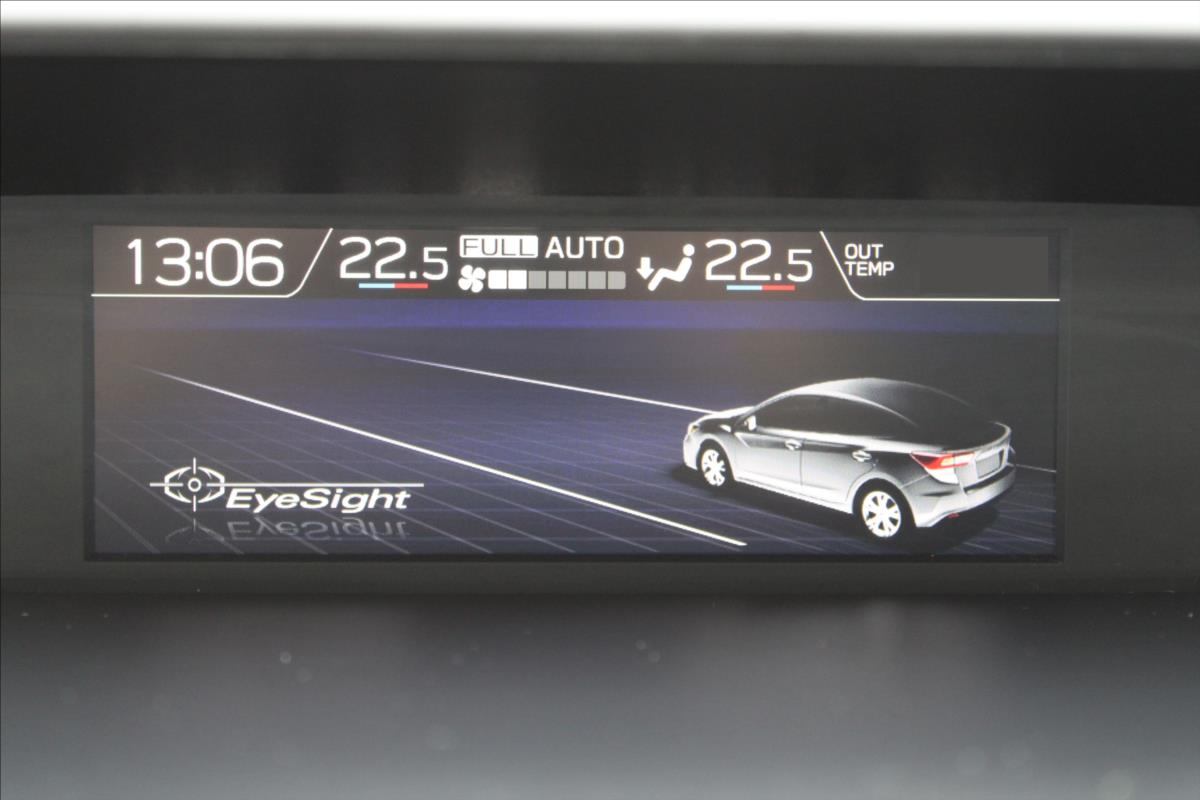 13:06
22.5
FULL AUTO
22.5
OUT
TEMP
EyeSight